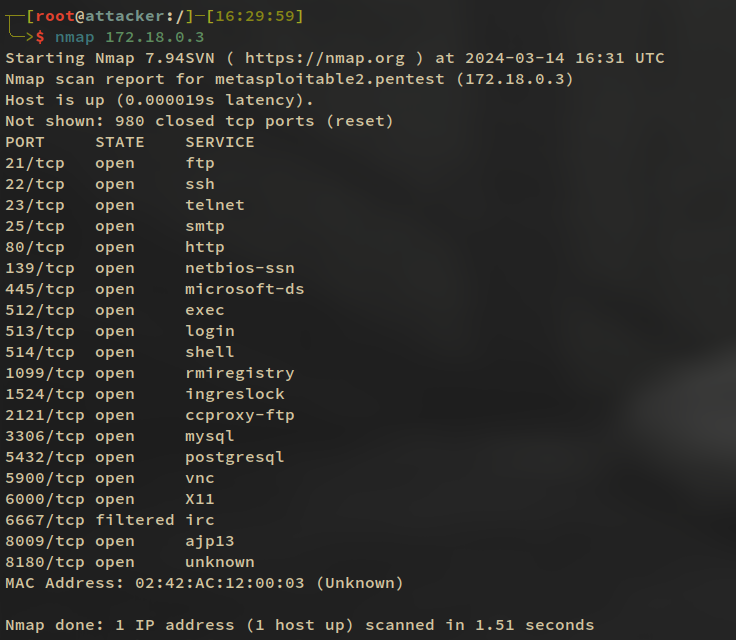 ┌─[root@attacker:/]─[16:29:59]
└─>$ nmap 172.18.0.3
Starting Nmap 7.94SVN ( https://nmap.org ) at 2024-03-14 16:31 UTC
Nmap scan report for metasploitable2.pentest (172.18.0.3)
Host is up (0.000019s latency).
Not shown: 980 closed tcp ports (reset)
PORT     STATE    SERVICE
21/tcp   open     ftp
22/tcp   open     ssh
23/tcp   open     telnet
25/tcp   open     smtp
80/tcp   open     http
139/tcp  open     netbios-ssn
445/tcp  open     microsoft-ds
512/tcp  open     exec
513/tcp  open     login
514/tcp  open     shell
1099/tcp open     rmiregistry
1524/tcp open     ingreslock
2121/tcp open     ccproxy-ftp
3306/tcp open     mysql
5432/tcp open     postgresql
5900/tcp open     vnc
6000/tcp open     X11
6667/tcp filtered irc
8009/tcp open     ajp13
8180/tcp open     unknown
MAC Address: 02:42:AC:12:00:03 (Unknown)
Nmap done: 1 IP address (1 host up) scanned in 1.51 seconds